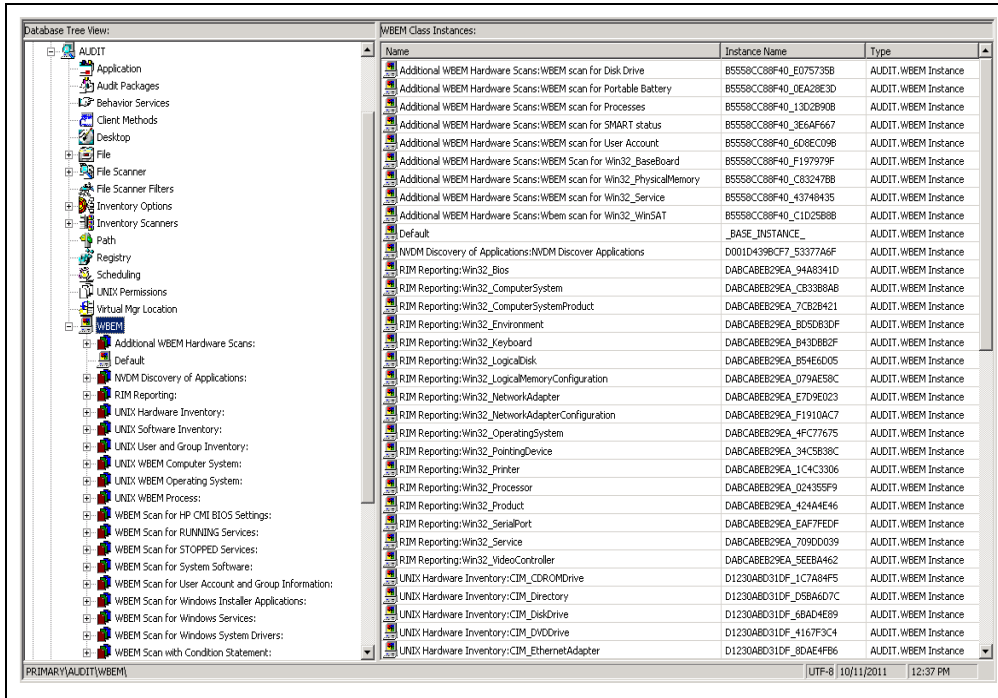 Database Tree View:
AUDIT
Application
Audit Packages
Behavior Services
Client Methods
Desktop
File
File Scanner
File Scanner Filters
Inventory Options
Inventory Scanners
Path
Registry
Scheduling
UNIX Permissions
Virtual Mgr Location
WBEM
Additional WBEM Hardware Scans:
Default
NVDM Discovery of Applications:
RIM Reporting:
UNIX Hardware Inventory:
UNIX Software Inventory:
UNIX User and Group Inventory:
UNIX WBEM Computer System:
UNIX WBEM Operating System:
UNIX WBEM Process:
WBEM Scan for HP CMI BIOS Settings:
WBEM Scan for RUNNING Services:
WBEM Scan for STOPPED Services:
WBEM Scan for System Software:
WBEM Scan for User Account and Group Information:
WBEM Scan for Windows Installer Applications:
WBEM Scan for Windows Services:
WBEM Scan for Windows System Drivers:
WBEM Scan with Condition Statement:
WBEM Class Instances:
Name Instance Name Type
Additional WBEM Hardware Scans:WBEM scan for Disk Drive B5558CC88F40_E075735B AUDIT.WBEM Instance
Additional WBEM Hardware Scans:WBEM scan for Portable Battery B5558CC88F40_0EA28E3D AUDIT.WBEM Instance
Additional WBEM Hardware Scans:WBEM scan for Processes B5558CC88F40_13D2B90B AUDIT.WBEM Instance
Additional WBEM Hardware Scans:WBEM scan for SMART status B5558CC88F40_3E6AF667 AUDIT.WBEM Instance
Additional WBEM Hardware Scans:WBEM scan for User Account B5558CC88F40_6D8EC09B AUDIT.WBEM Instance
Additional WBEM Hardware Scans:WBEM Scan for Win32_BaseBoard B5558CC88F40_F197979F AUDIT.WBEM Instance
Additional WBEM Hardware Scans:WBEM Scan for Win32_PhysicalMemory B5558CC88F40_C83247BB AUDIT.WBEM Instance
Additional WBEM Hardware Scans:WBEM scan for Win32_Service B5558CC88F40_43748435 AUDIT.WBEM Instance
Additional WBEM Hardware Scans:Wbem scan for Win32_WinSAT B5558CC88F40_C1D25B8B AUDIT.WBEM Instance
Default _BASE_INSTANCE_ AUDIT.WBEM Instance
NVDM Discovery of Applications:NVDM Discover Applications D001D439BCF7_53377A6F AUDIT.WBEM Instance
RIM Reporting:Win32_Bios DABCABEB29EA_94A8341D AUDIT.WBEM Instance
RIM Reporting:Win32_ComputerSystem DABCABEB29EA_CB33B8AB AUDIT.WBEM Instance
RIM Reporting:Win32_ComputerSystemProduct DABCABEB29EA_7CB2B421 AUDIT.WBEM Instance
RIM Reporting:Win32_Environment DABCABEB29EA_BD5DB3DF AUDIT.WBEM Instance
RIM Reporting:Win32_Keyboard DABCABEB29EA_B43DBB2F AUDIT.WBEM Instance
RIM Reporting:Win32_LogicalDisk DABCABEB29EA_B54E6D05 AUDIT.WBEM Instance
RIM Reporting:Win32_LogicalMemoryConfiguration DABCABEB29EA_079AE58C AUDIT.WBEM Instance
RIM Reporting:Win32_NetworkAdapter DABCABEB29EA_E7D9E023 AUDIT.WBEM Instance
RIM Reporting:Win32_NetworkAdapterConfiguration DABCABEB29EA_F1910AC7 AUDIT.WBEM Instance
RIM Reporting:Win32_OperatingSystem DABCABEB29EA_4FC77675 AUDIT.WBEM Instance
RIM Reporting:Win32_PointingDevice DABCABEB29EA_34C5B38C AUDIT.WBEM Instance
RIM Reporting:Win32_Printer DABCABEB29EA_1C4C3306 AUDIT.WBEM Instance
RIM Reporting:Win32_Processor DABCABEB29EA_024355F9 AUDIT.WBEM Instance
RIM Reporting:Win32_Product DABCABEB29EA_424A4E46 AUDIT.WBEM Instance
RIM Reporting:Win32_SerialPort DABCABEB29EA_EAF7FEDF AUDIT.WBEM Instance
RIM Reporting:Win32_Service DABCABEB29EA_709DD039 AUDIT.WBEM Instance
RIM Reporting:Win32_VideoController DABCABEB29EA_5EEBA462 AUDIT.WBEM Instance
UNIX Hardware Inventory:CIM_CDROMDrive D1230ABD31DF_1C7A84F5 AUDIT.WBEM Instance
UNIX Hardware Inventory:CIM_Directory D1230ABD31DF_D5BA6D7C AUDIT.WBEM Instance
UNIX Hardware Inventory:CIM_DiskDrive D1230ABD31DF_6BAD4E89 AUDIT.WBEM Instance
UNIX Hardware Inventory:CIM_DVDDrive D1230ABD31DF_4167F3C4 AUDIT.WBEM Instance
UNIX Hardware Inventory:CIM_EthernetAdapter D1230ABD31DF_8DAE4FB6 AUDIT.WBEM Instance
PRIMARY\AUDIT\WBEM\ UTF-8 10/11/2011 12:37 PM